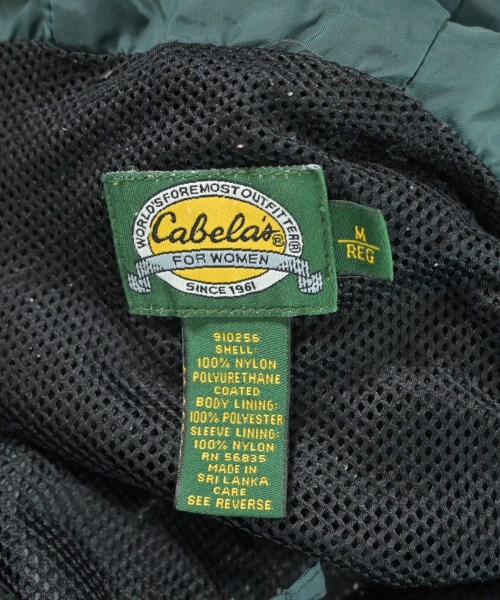 WORLD'S FOREMOST OUTFITTER®
Cabela's®
FOR WOMEN
SINCE 1961
M
REG
910256
SHELL:
100% NYLON
POLYURETHANE
COATED
BODY LINING:
100% POLYESTER
SLEEVE LINING:
100% NYLON
RN 56835
MADE IN
SRI LANKA
CARE
SEE REVERSE